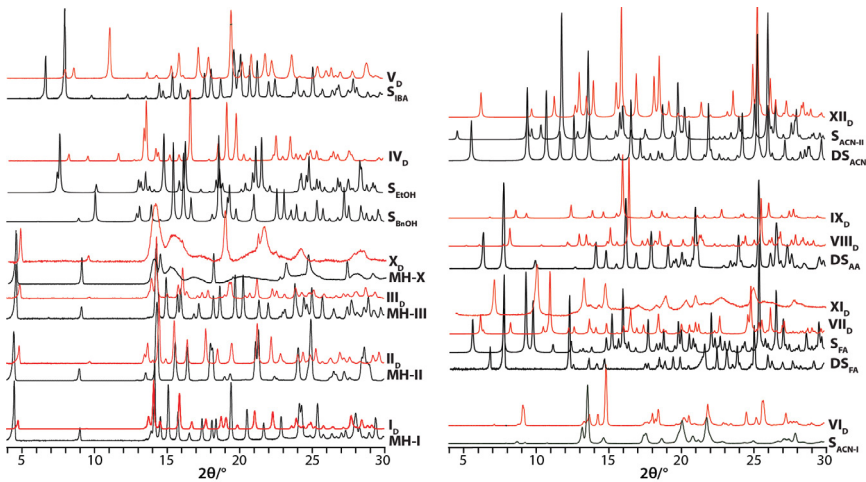 V_D
S_IBA
IV_D
S_EtOH
S_BnOH
X_D
MH-X
III_D
MH-III
II_D
MH-II
I_D
MH-I
5 10 15 20 25 30
2θ/°
XII_D
S_ACN-II
DS_ACN
IX_D
VIII_D
DS_AA
XI_D
VII_D
S_FA
DS_FA
VI_D
S_ACN-I
5 10 15 20 25 30
2θ/°